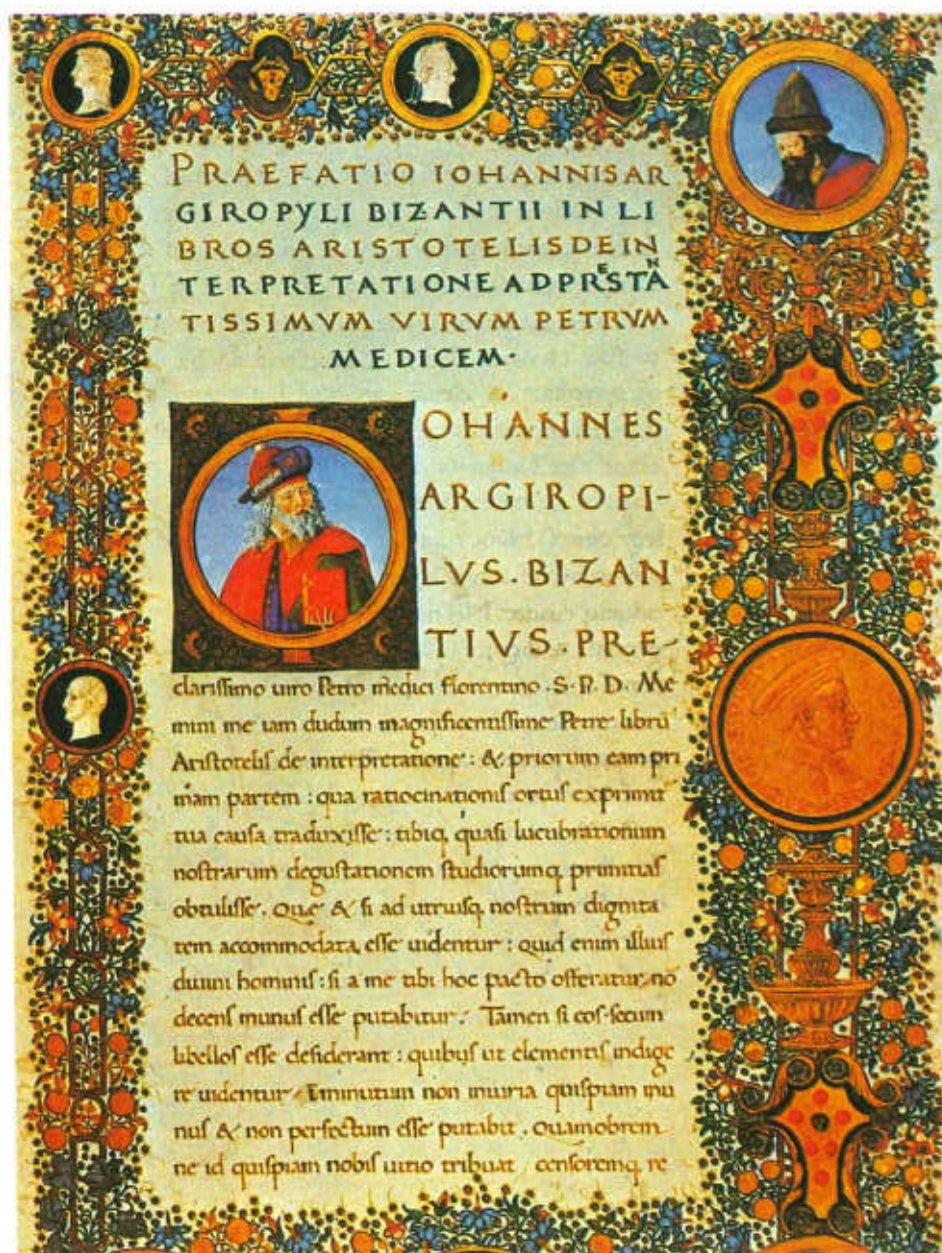 PRAEFATIO IOHANNIS AR
GIROPYLI BIZANTII IN LI
BROS ARISTOTELIS DE IN
TERPRETATIONE AD PRESTAN
TISSIMVM VIRVM PETRVM
MEDICEM·
OHANNES
ARGIROPI-
LVS·BIZAN
TIVS·PRE-
clarissimo uiro Petro medici florentino ·S·P·D· Me
mini me iam dudum magnificentissime Petre librū
Aristotelis de interpretatione : & priorum eam pri
mam partem : qua ratiocinationis ortus exprimit
tua causa traduxisse : tibiq, quasi lucubrationum
nostrarum degustationem studiorumq, primitias
obtulisse. Que & si ad utriusq, nostrum dignita
tem accommodata esse uidentur : quid enim illius
diuini hominis : si a me tibi hoc pacto offeratur, nō
decens munus esse putabitur. Tamen si eos secum
libellos esse desiderant : quibus ut elementis indige
re uidentur Eminutum non iniuria quispiam mu
nus & non perfectum esse putabit. Quamobrem
ne id quispiam nobis uitio tribuat censoremq, re